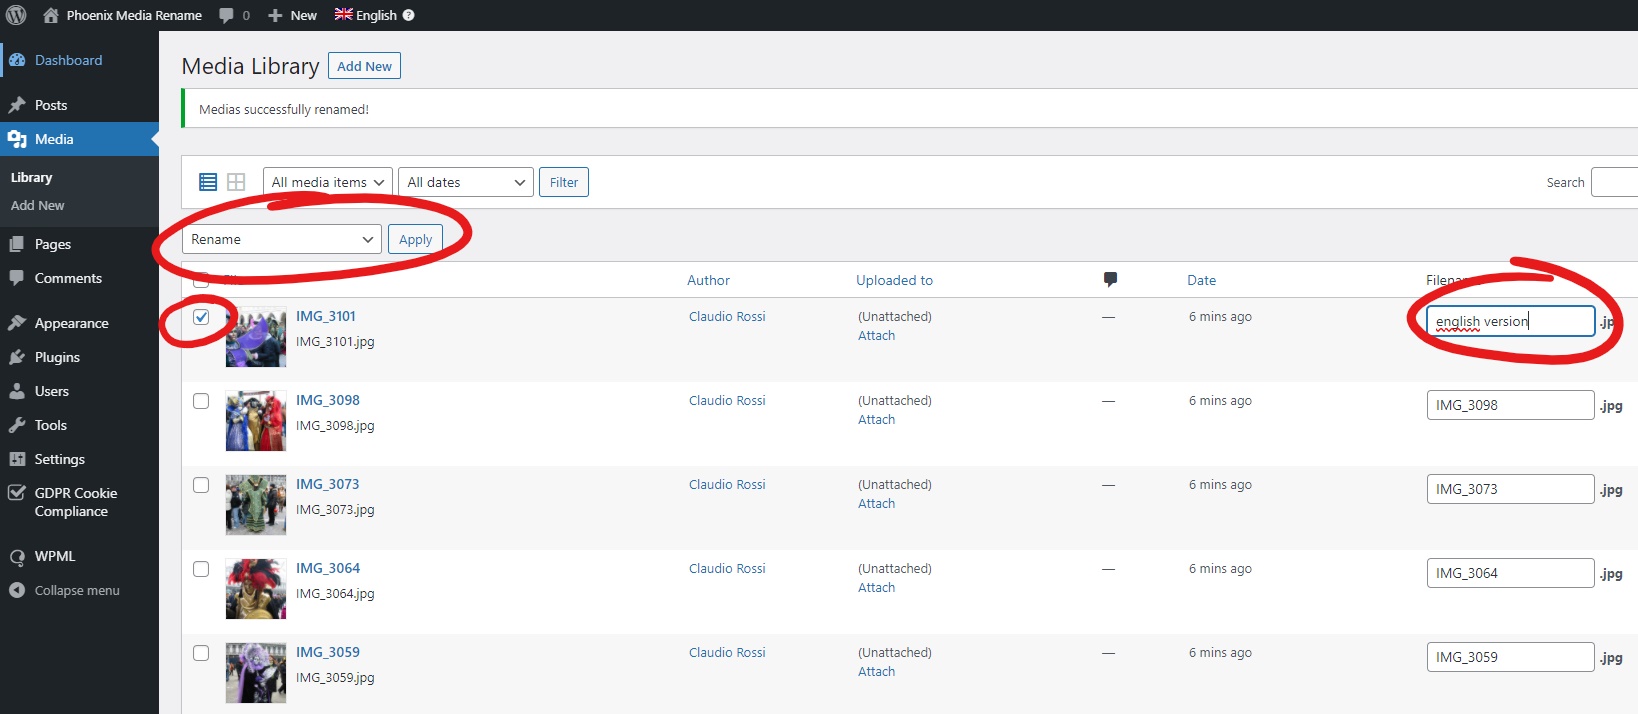 Phoenix Media Rename 0 New English
Dashboard
Posts
Media
Library
Add New
Pages
Comments
Appearance
Plugins
Users
Tools
Settings
GDPR Cookie
Compliance
WPML
Collapse menu
Media Library Add New
Medias successfully renamed!
All media items All dates Filter Search
Rename Apply
Author Uploaded to Date Filename
IMG_3101 Claudio Rossi (Unattached) — 6 mins ago english version .jpg
IMG_3101.jpg Attach
IMG_3098 Claudio Rossi (Unattached) — 6 mins ago IMG_3098 .jpg
IMG_3098.jpg Attach
IMG_3073 Claudio Rossi (Unattached) — 6 mins ago IMG_3073 .jpg
IMG_3073.jpg Attach
IMG_3064 Claudio Rossi (Unattached) — 6 mins ago IMG_3064 .jpg
IMG_3064.jpg Attach
IMG_3059 Claudio Rossi (Unattached) — 6 mins ago IMG_3059 .jpg
IMG_3059.jpg Attach